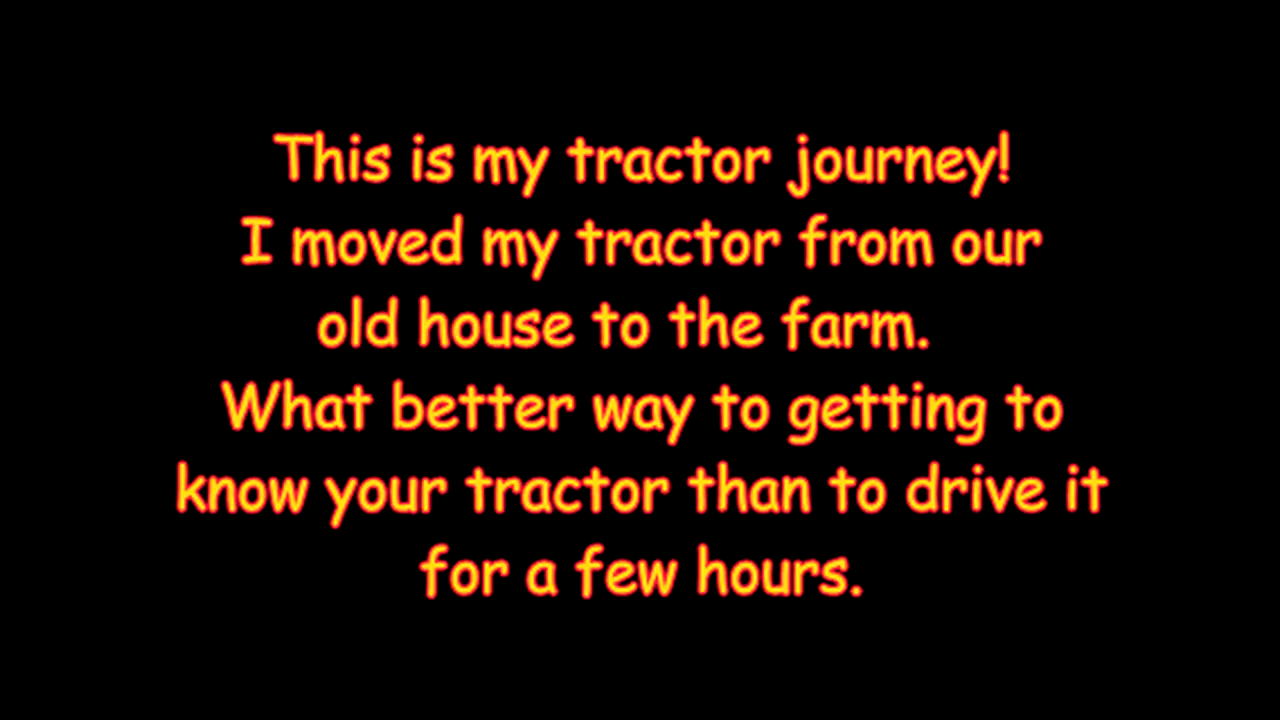 This is my tractor journey!
I moved my tractor from our
old house to the farm.
What better way to getting to
know your tractor than to drive it
for a few hours.